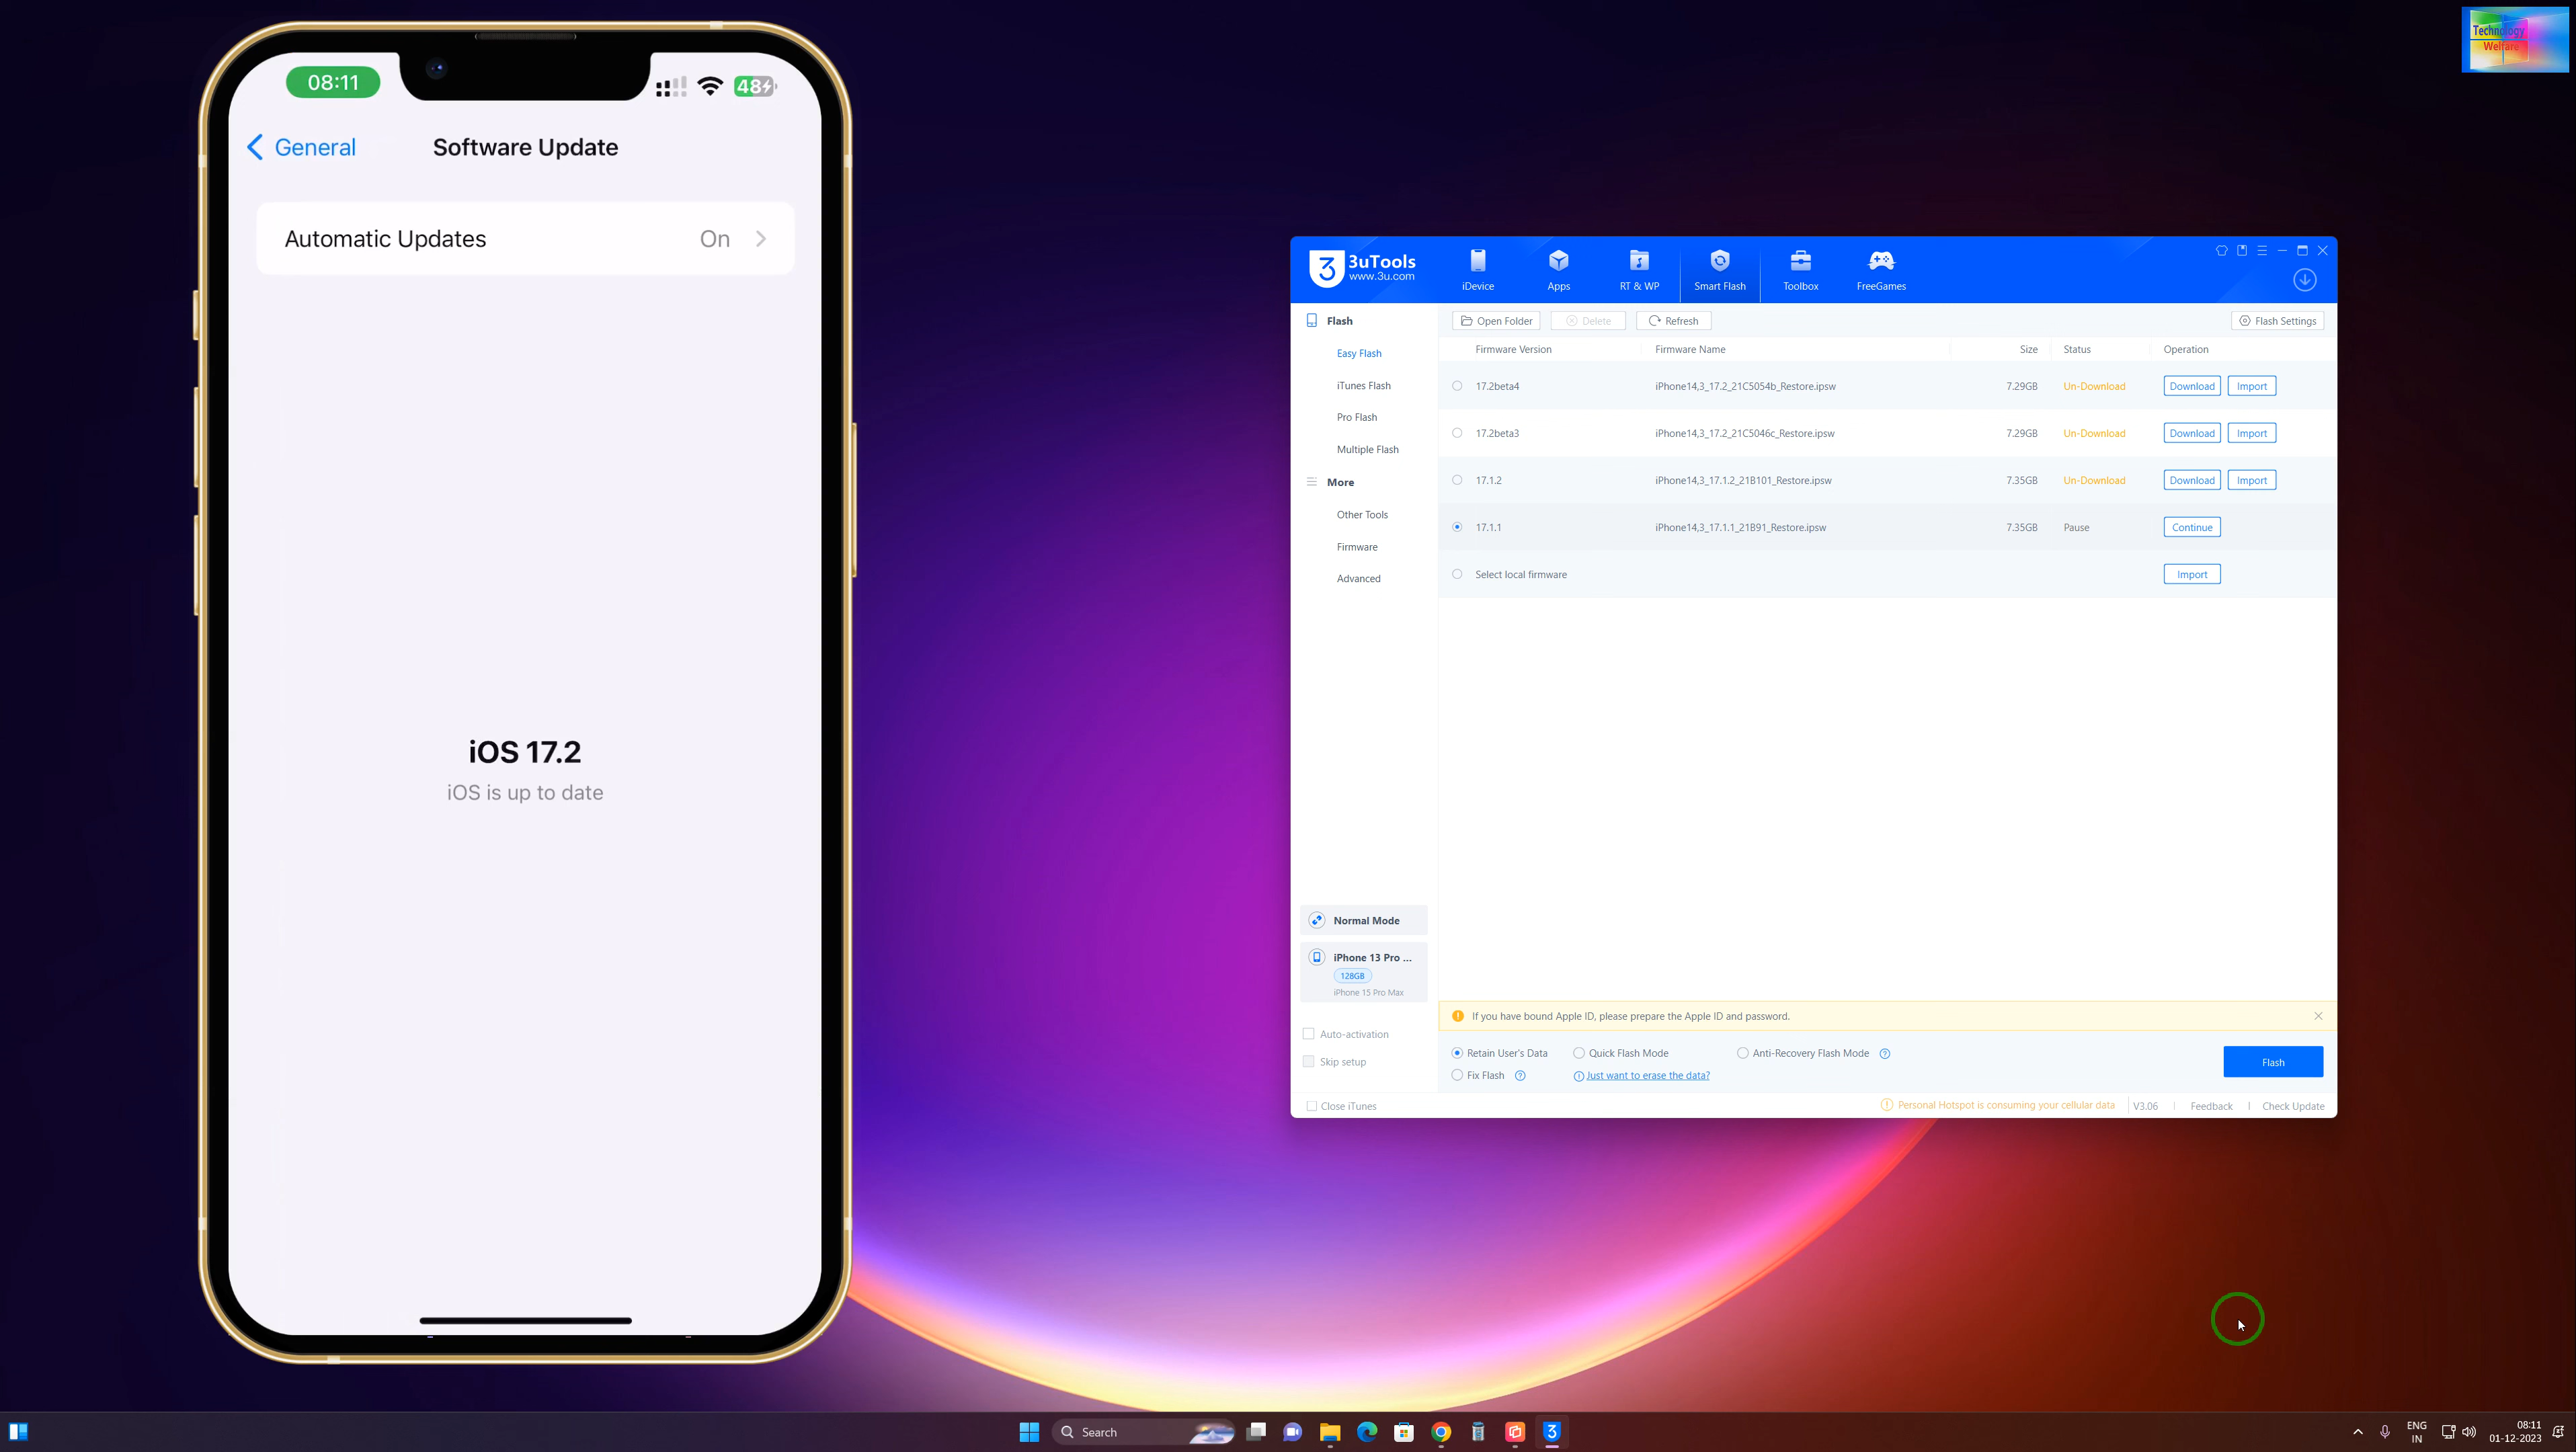 Technology
Welfare
08:11
48
General
Software Update
Automatic Updates On
iOS 17.2
iOS is up to date
3 3uTools
www.3u.com
iDevice Apps RT & WP Smart Flash Toolbox FreeGames
Flash
Easy Flash
iTunes Flash
Pro Flash
Multiple Flash
More
Other Tools
Firmware
Advanced
Open Folder Delete Refresh Flash Settings
Firmware Version Firmware Name Size Status Operation
17.2beta4 iPhone14,3_17.2_21C5054b_Restore.ipsw 7.29GB Un-Download Download Import
17.2beta3 iPhone14,3_17.2_21C5046c_Restore.ipsw 7.29GB Un-Download Download Import
17.1.2 iPhone14,3_17.1.2_21B101_Restore.ipsw 7.35GB Un-Download Download Import
17.1.1 iPhone14,3_17.1.1_21B91_Restore.ipsw 7.35GB Pause Continue
Select local firmware Import
Normal Mode
iPhone 13 Pro ...
128GB
iPhone 15 Pro Max
Auto-activation
Skip setup
If you have bound Apple ID, please prepare the Apple ID and password.
Retain User's Data Quick Flash Mode Anti-Recovery Flash Mode
Fix Flash Just want to erase the data?
Flash
Close iTunes Personal Hotspot is consuming your cellular data V3.06 Feedback Check Update
Search
3
ENG
IN
08:11
01-12-2023